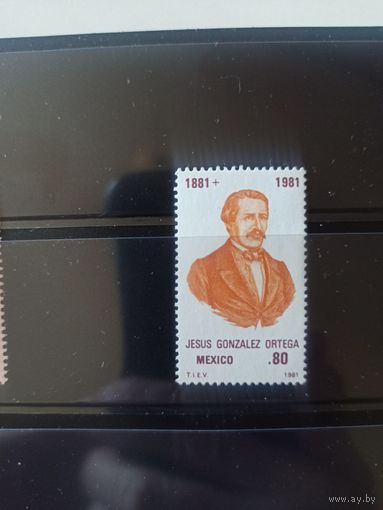 1881 + 1981
JESUS GONZALEZ ORTEGA
MEXICO .80
T.I.E.V. 1981
www.ay.by